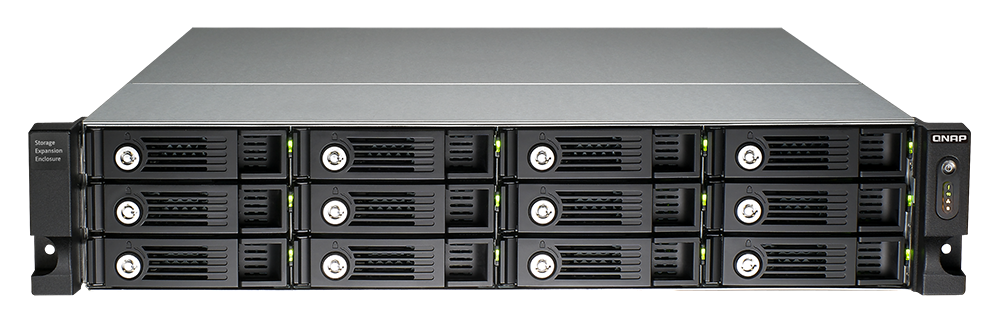 Storage
Expansion
Enclosure
QNAP